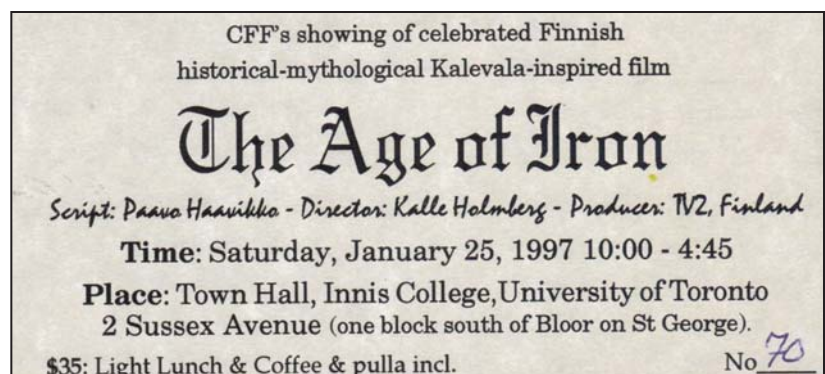 CFF's showing of celebrated Finnish
historical-mythological Kalevala-inspired film
The Age of Iron
Script: Paavo Haavikko - Director: Kalle Holmberg - Producer: TV2, Finland
Time: Saturday, January 25, 1997 10:00 - 4:45
Place: Town Hall, Innis College,University of Toronto
2 Sussex Avenue (one block south of Bloor on St George).
$35: Light Lunch & Coffee & pulla incl. No 70